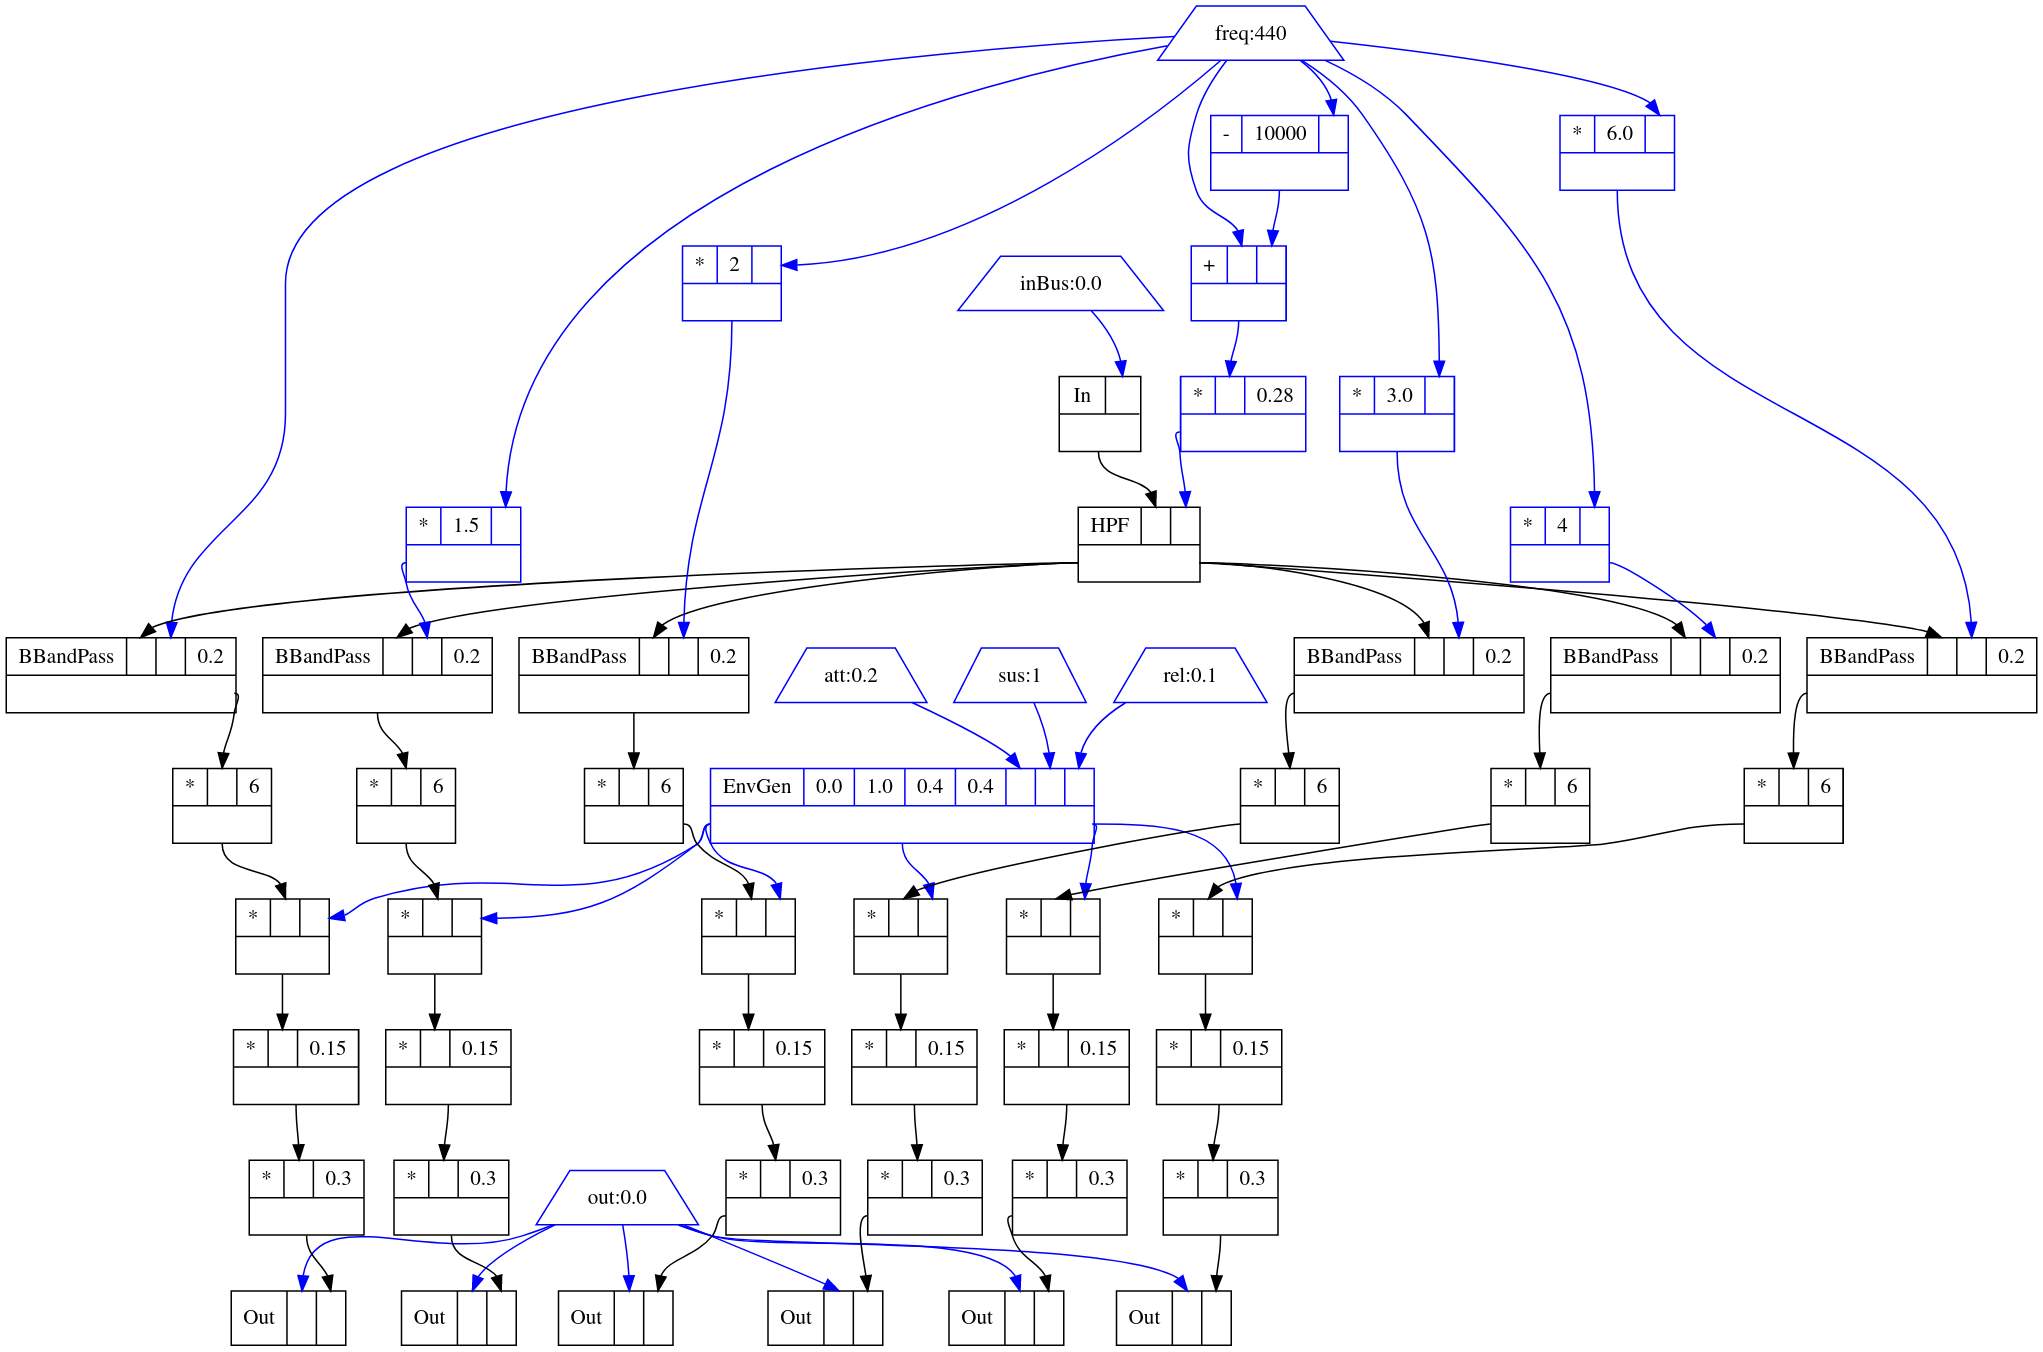 freq:440
- 10000
* 6.0
* 2
inBus:0.0
+
In
* 0.28
* 3.0
* 1.5
HPF
* 4
BBandPass 0.2
BBandPass 0.2
BBandPass 0.2
att:0.2
sus:1
rel:0.1
BBandPass 0.2
BBandPass 0.2
BBandPass 0.2
* 6
* 6
* 6
EnvGen 0.0 1.0 0.4 0.4
* 6
* 6
* 6
*
*
*
*
*
*
* 0.15
* 0.15
* 0.15
* 0.15
* 0.15
* 0.15
* 0.3
* 0.3
out:0.0
* 0.3
* 0.3
* 0.3
* 0.3
Out
Out
Out
Out
Out
Out